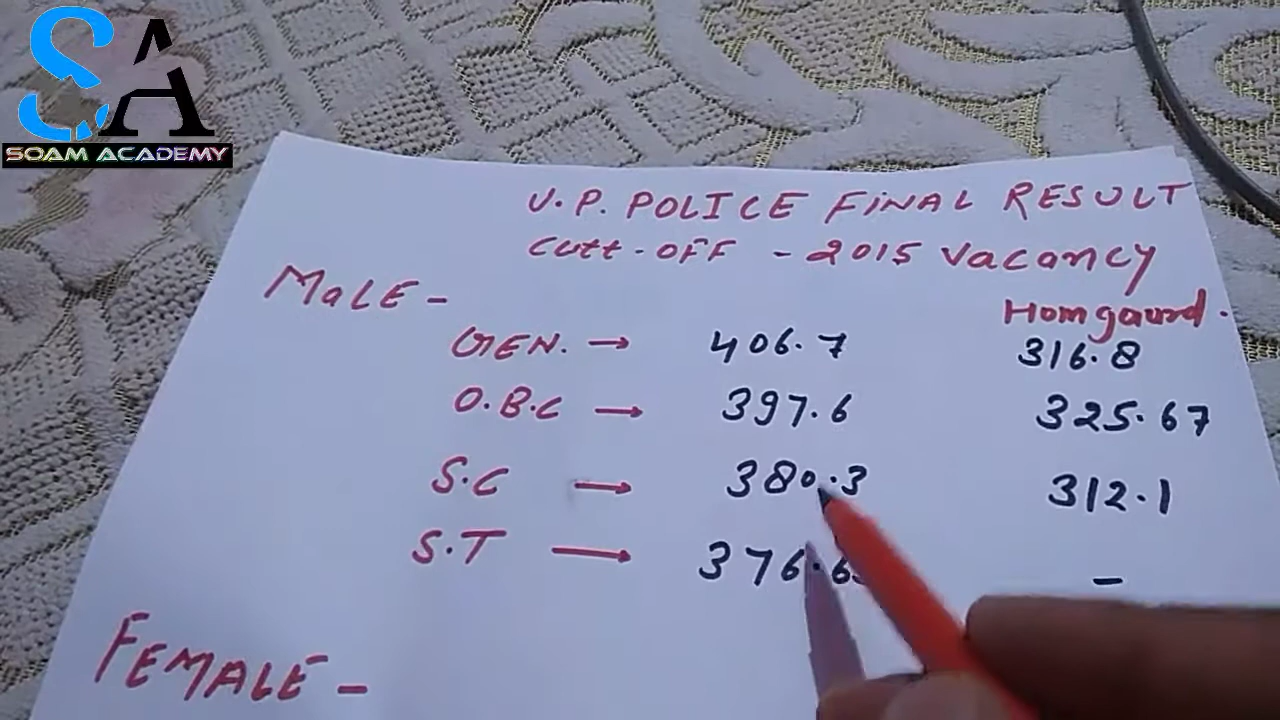 SA
SOAM ACADEMY
U.P. POLICE FINAL RESULT
Cutt-OFF - 2015 Vacancy
MaLE -
Homgaurd.
GEN. → 406.7 316.8
O.B.C → 397.6 325.67
S.C → 380.3 312.1
S.T → -
FEMALE -